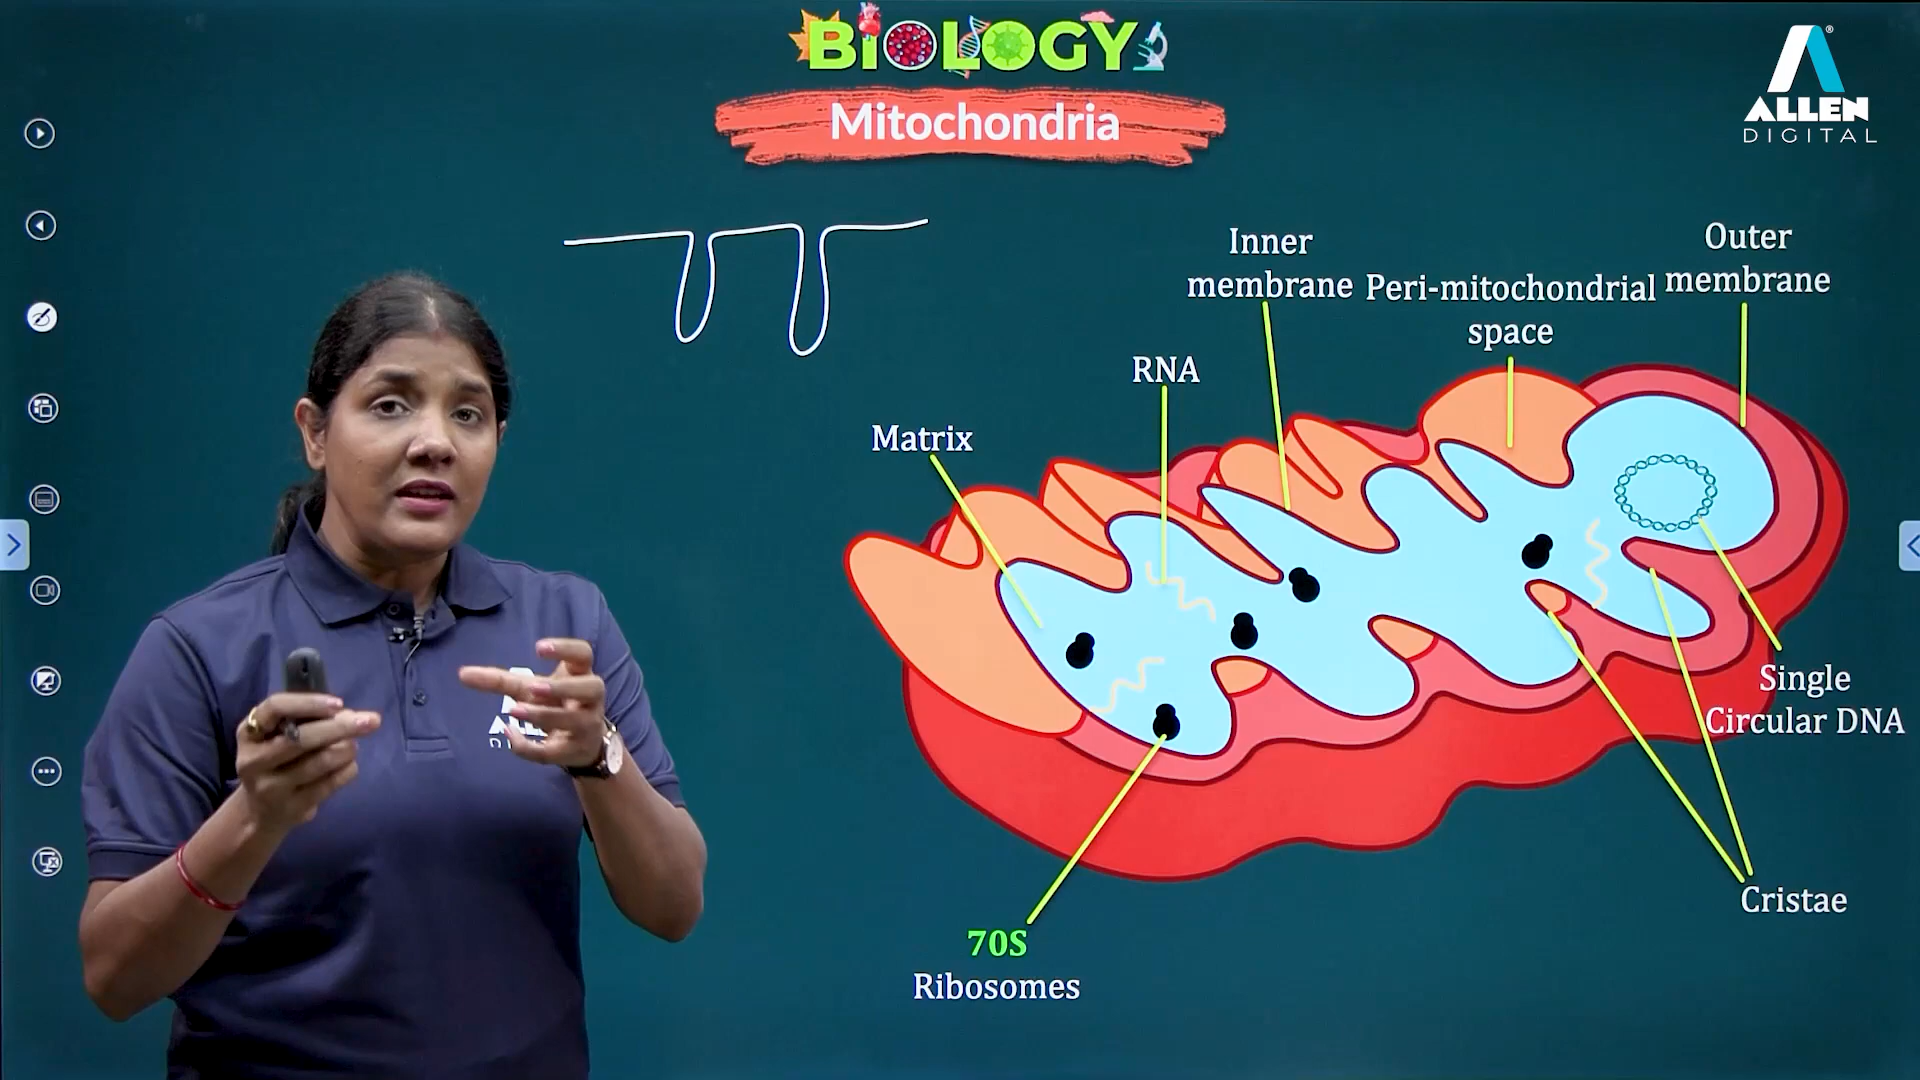 BIOLOGY
Mitochondria
ALLEN
DIGITAL
Inner
membrane
Peri-mitochondrial
space
Outer
membrane
RNA
Matrix
Single
Circular DNA
Cristae
70S
Ribosomes
ALLEN